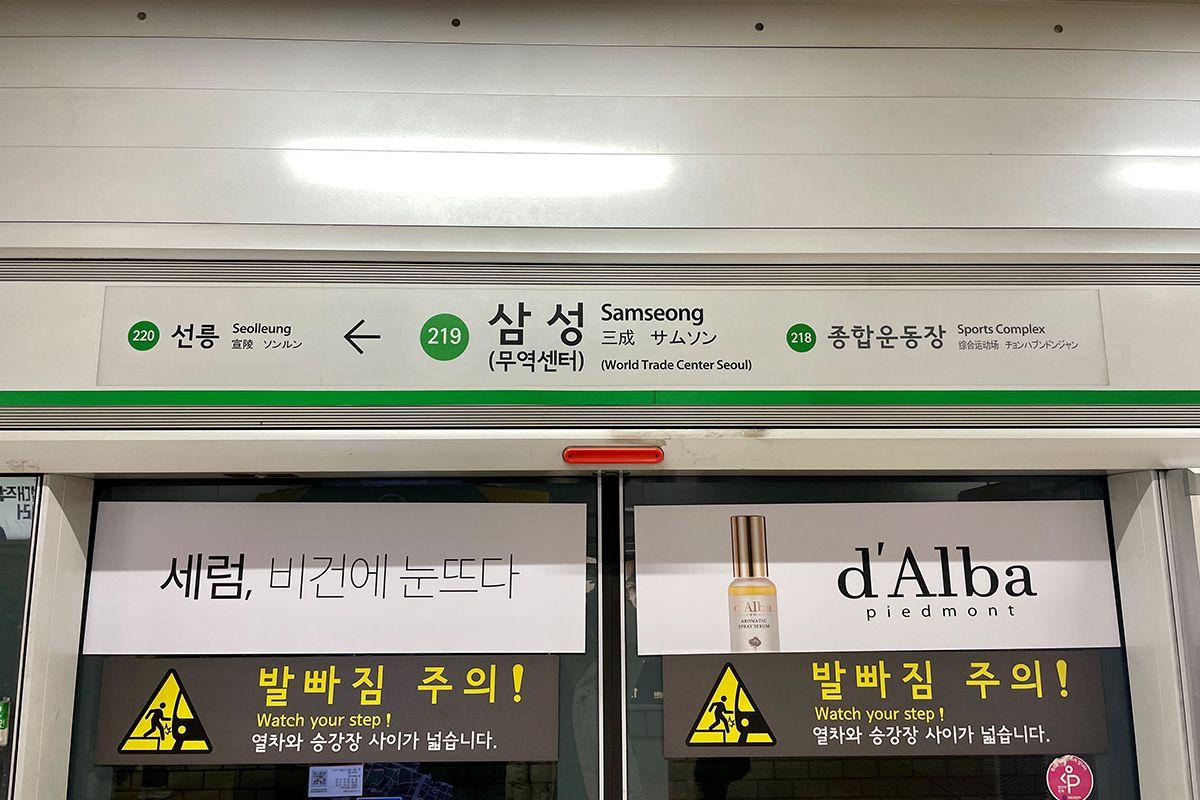 220 선릉 Seolleung
宣陵 ソンルン
←
219 삼성 Samseong
三成 サムソン
(무역센터) (World Trade Center Seoul)
218 종합운동장 Sports Complex
综合运动场 チョンハプンドンジャン
세럼, 비건에 눈뜨다
d'Alba
piedmont
d'Alba
AROMATIC
SPRAY SERUM
발빠짐 주의!
Watch your step!
열차와 승강장 사이가 넓습니다.
발빠짐 주의!
Watch your step!
열차와 승강장 사이가 넓습니다.